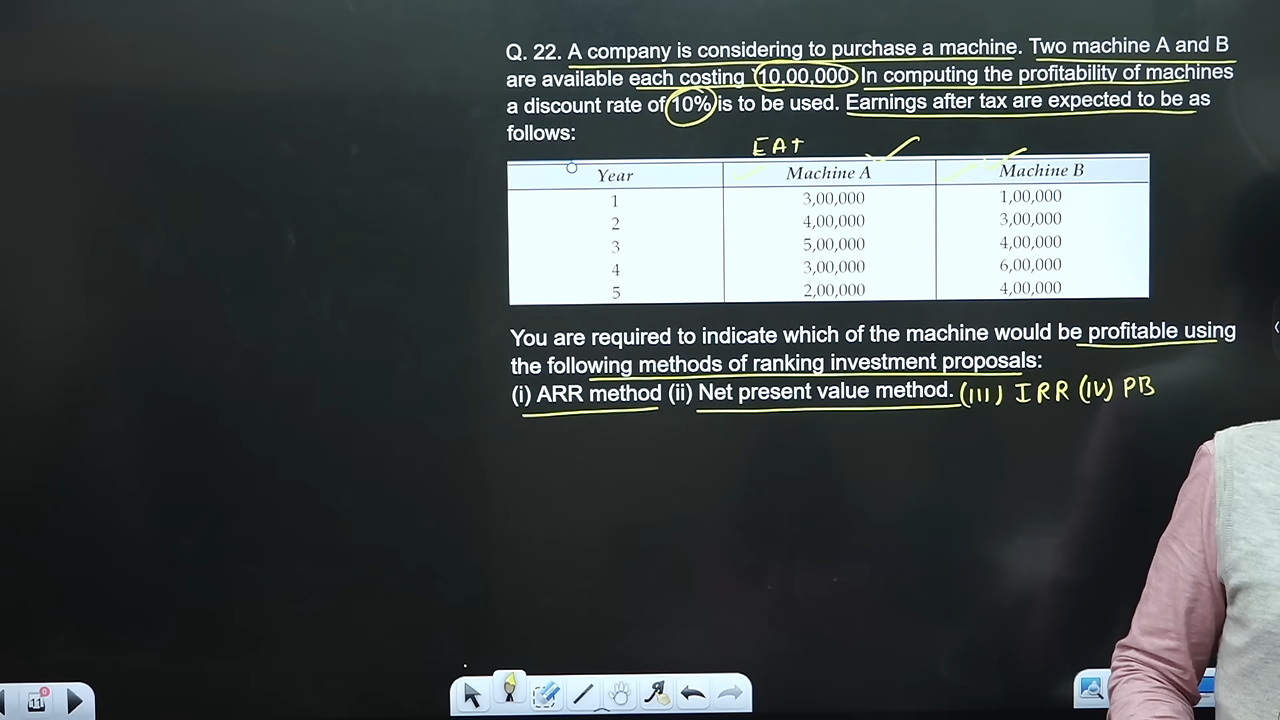 Q. 22. A company is considering to purchase a machine. Two machine A and B
are available each costing `10,00,000. In computing the profitability of machines
a discount rate of 10% is to be used. Earnings after tax are expected to be as
follows:
EAT
Year Machine A Machine B
1 3,00,000 1,00,000
2 4,00,000 3,00,000
3 5,00,000 4,00,000
4 3,00,000 6,00,000
5 2,00,000 4,00,000
You are required to indicate which of the machine would be profitable using
the following methods of ranking investment proposals:
(i) ARR method (ii) Net present value method. (III) IRR (IV) PB
11 0